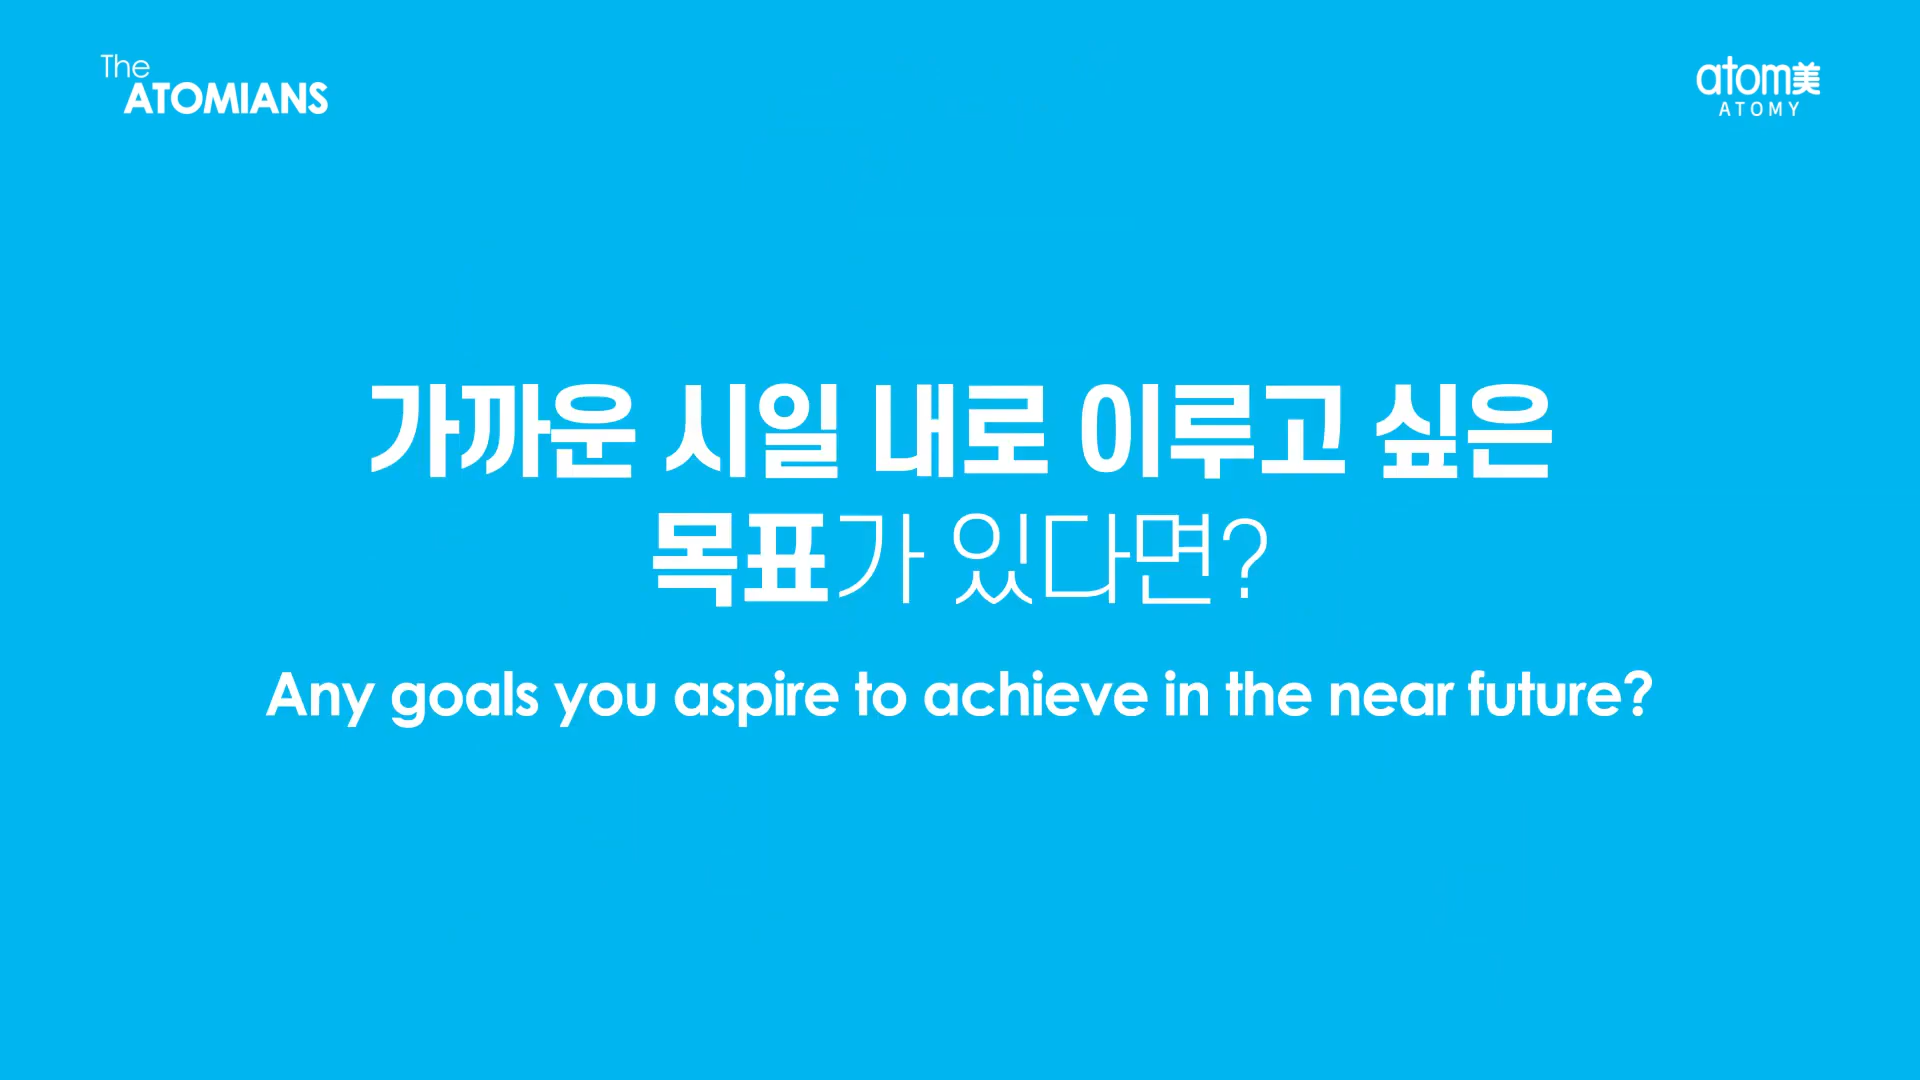 The
ATOMIANS
atom美
ATOMY
가까운 시일 내로 이루고 싶은
목표가 있다면?
Any goals you aspire to achieve in the near future?